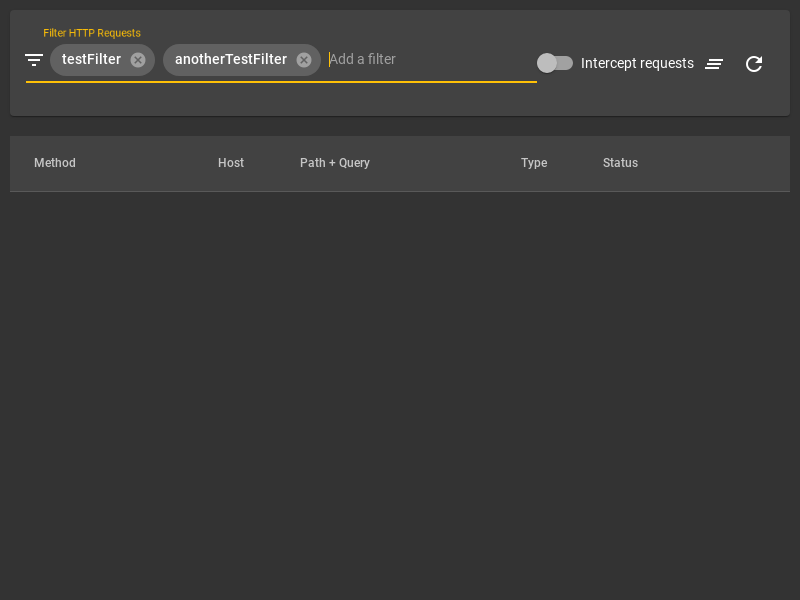 Filter HTTP Requests
testFilter anotherTestFilter Add a filter Intercept requests
Method Host Path + Query Type Status